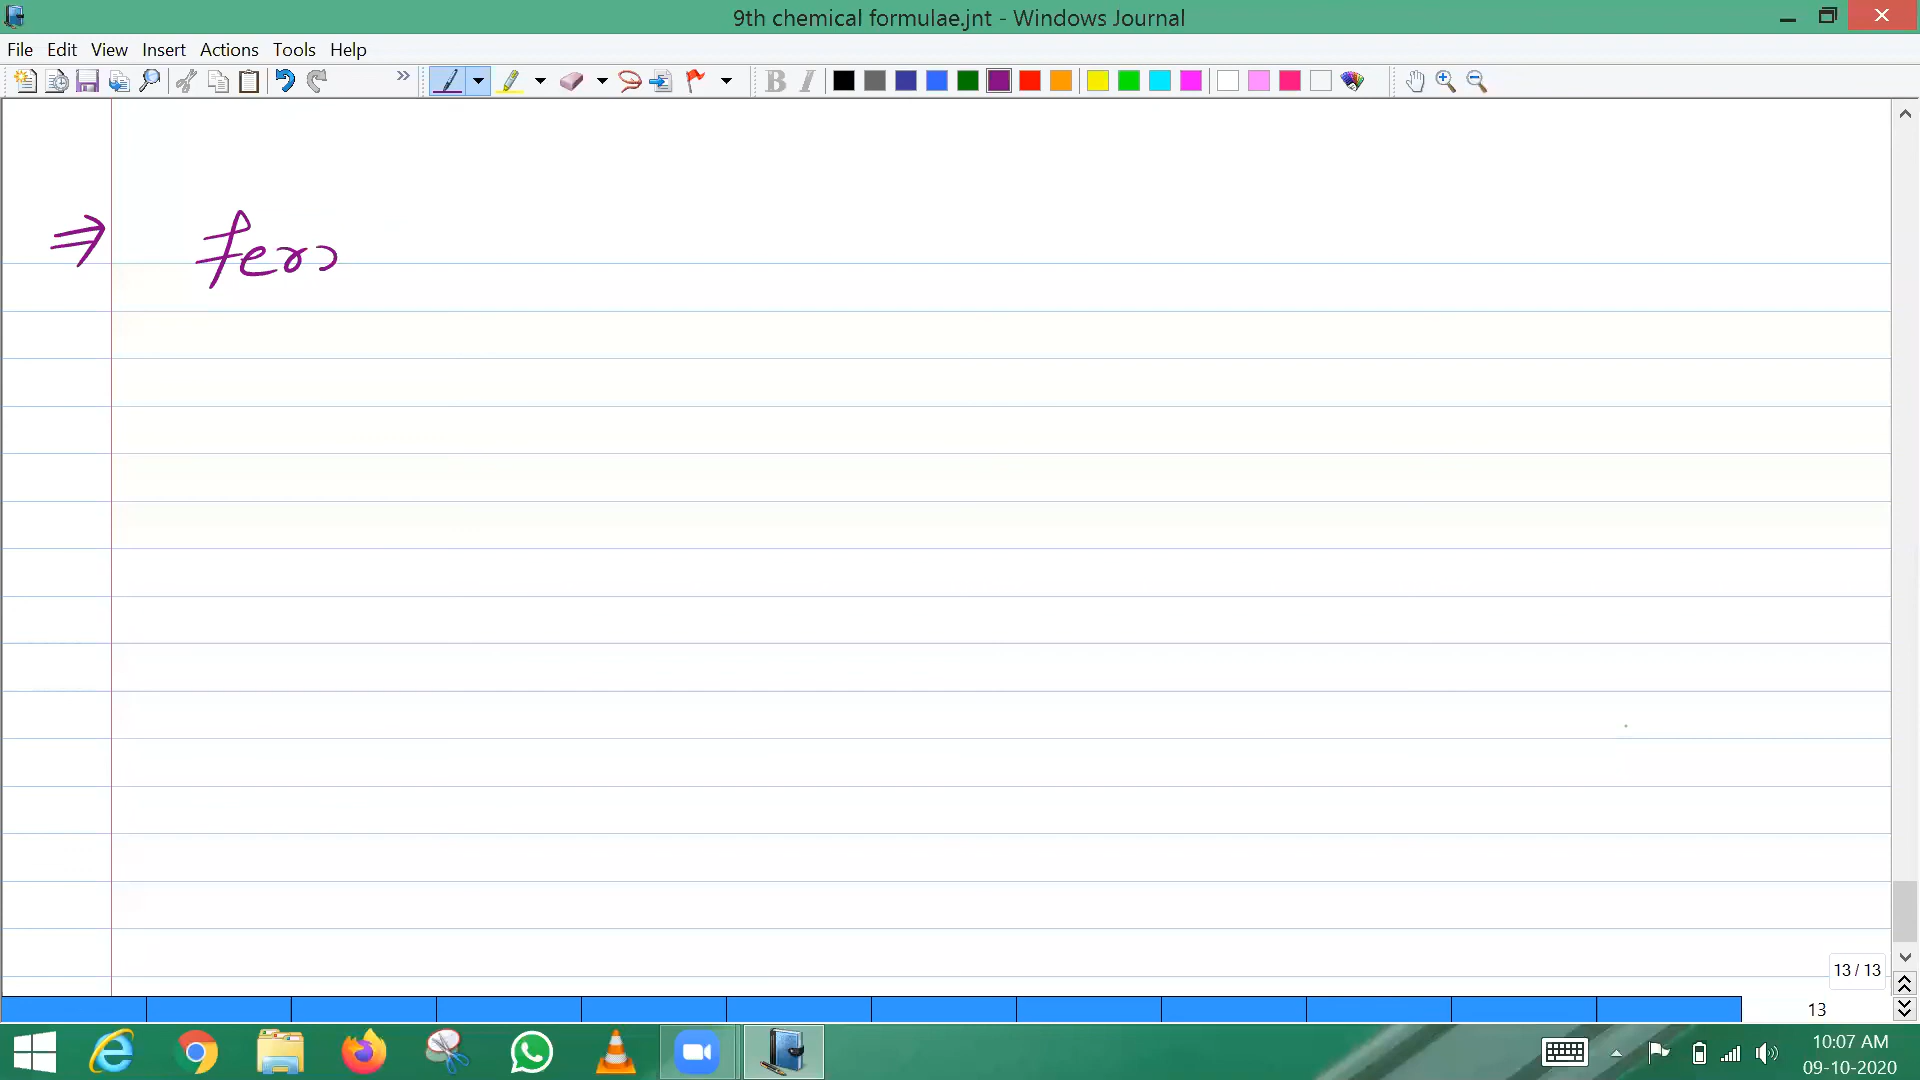 9th chemical formulae.jnt - Windows Journal
File Edit View Insert Actions Tools Help
B I
⇒ fer
13 / 13
13
10:07 AM
09-10-2020